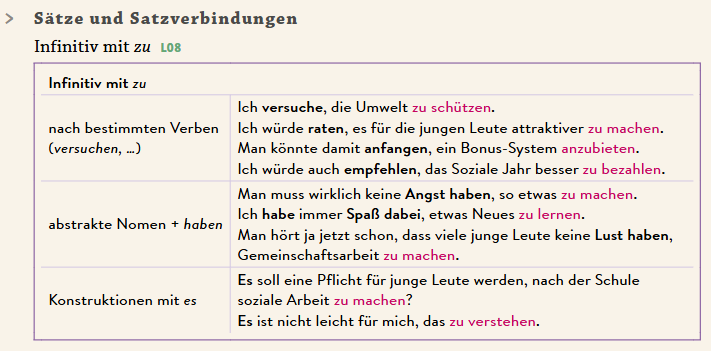 > Sätze und Satzverbindungen
Infinitiv mit zu L08
Infinitiv mit zu
nach bestimmten Verben
(versuchen, …)
Ich versuche, die Umwelt zu schützen.
Ich würde raten, es für die jungen Leute attraktiver zu machen.
Man könnte damit anfangen, ein Bonus-System anzubieten.
Ich würde auch empfehlen, das Soziale Jahr besser zu bezahlen.
abstrakte Nomen + haben
Man muss wirklich keine Angst haben, so etwas zu machen.
Ich habe immer Spaß dabei, etwas Neues zu lernen.
Man hört ja jetzt schon, dass viele junge Leute keine Lust haben,
Gemeinschaftsarbeit zu machen.
Konstruktionen mit es
Es soll eine Pflicht für junge Leute werden, nach der Schule
soziale Arbeit zu machen?
Es ist nicht leicht für mich, das zu verstehen.